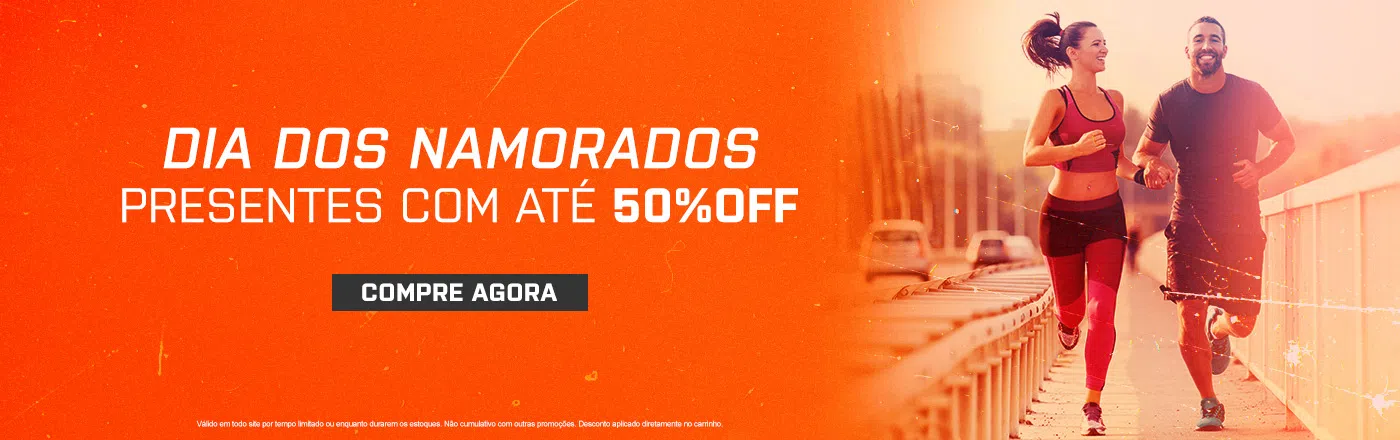 DIA DOS NAMORADOS
PRESENTES COM ATÉ 50%OFF
COMPRE AGORA
Válido em todo site por tempo limitado ou enquanto durarem os estoques. Não cumulativo com outras promoções. Desconto aplicado diretamente no carrinho.